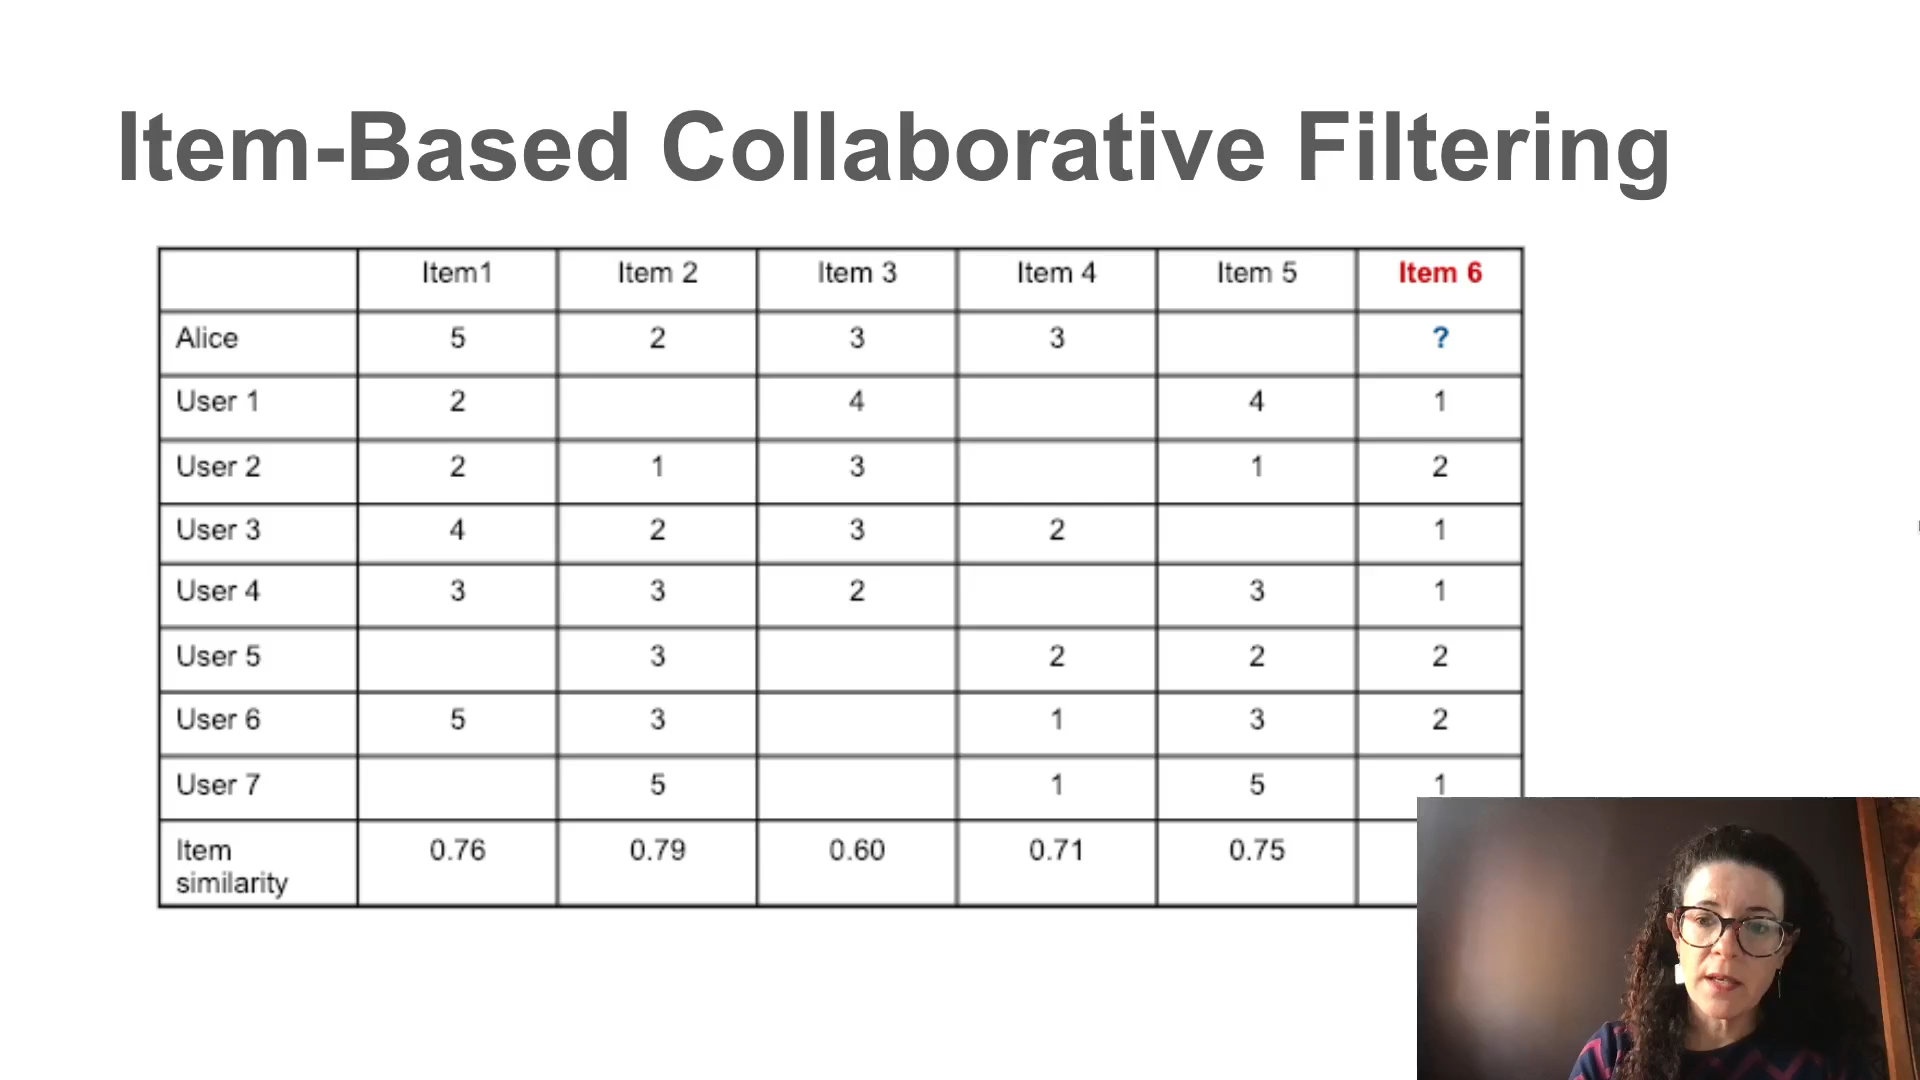 Item-Based Collaborative Filtering
Item1 Item 2 Item 3 Item 4 Item 5 Item 6
Alice 5 2 3 3 ?
User 1 2 4 4 1
User 2 2 1 3 1 2
User 3 4 2 3 2 1
User 4 3 3 2 3 1
User 5 3 2 2 2
User 6 5 3 1 3 2
User 7 5 1 5 1
Item 0.76 0.79 0.60 0.71 0.75
similarity